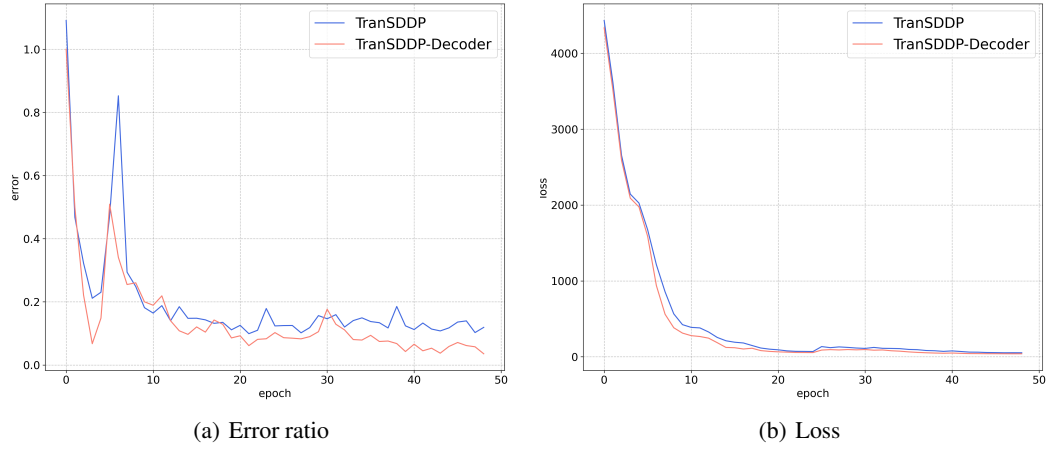 TranSDDP
TranSDDP-Decoder
1.0
0.8
0.6
0.4
0.2
0.0
error
0 10 20 30 40 50
epoch
(a) Error ratio
TranSDDP
TranSDDP-Decoder
4000
3000
2000
1000
0
loss
0 10 20 30 40 50
epoch
(b) Loss